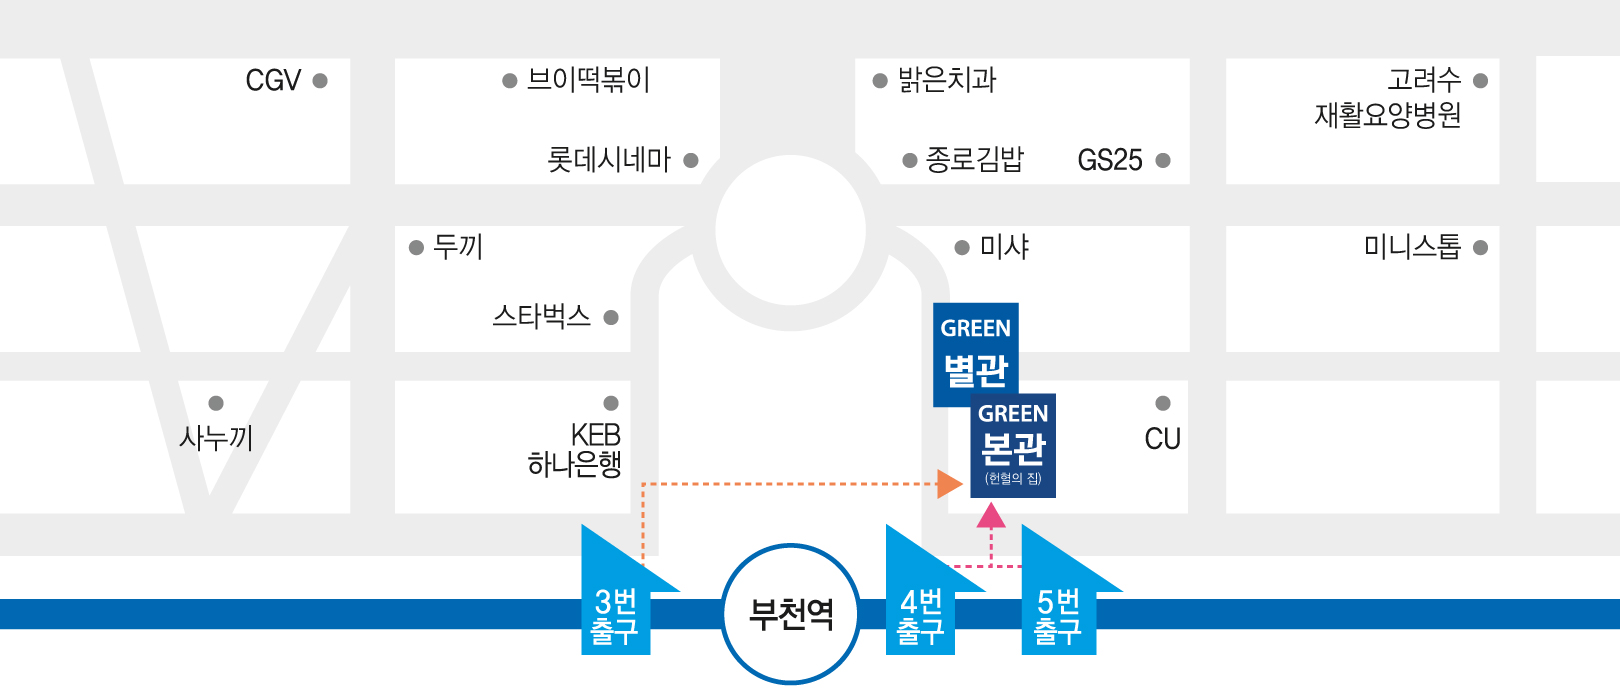 CGV
브이떡볶이
밝은치과
고려수
재활요양병원
롯데시네마
종로김밥
GS25
두끼
미샤
미니스톱
스타벅스
GREEN
별관
사누끼
KEB
하나은행
GREEN
본관
(헌혈의 집)
CU
3번
출구
부천역
4번
출구
5번
출구